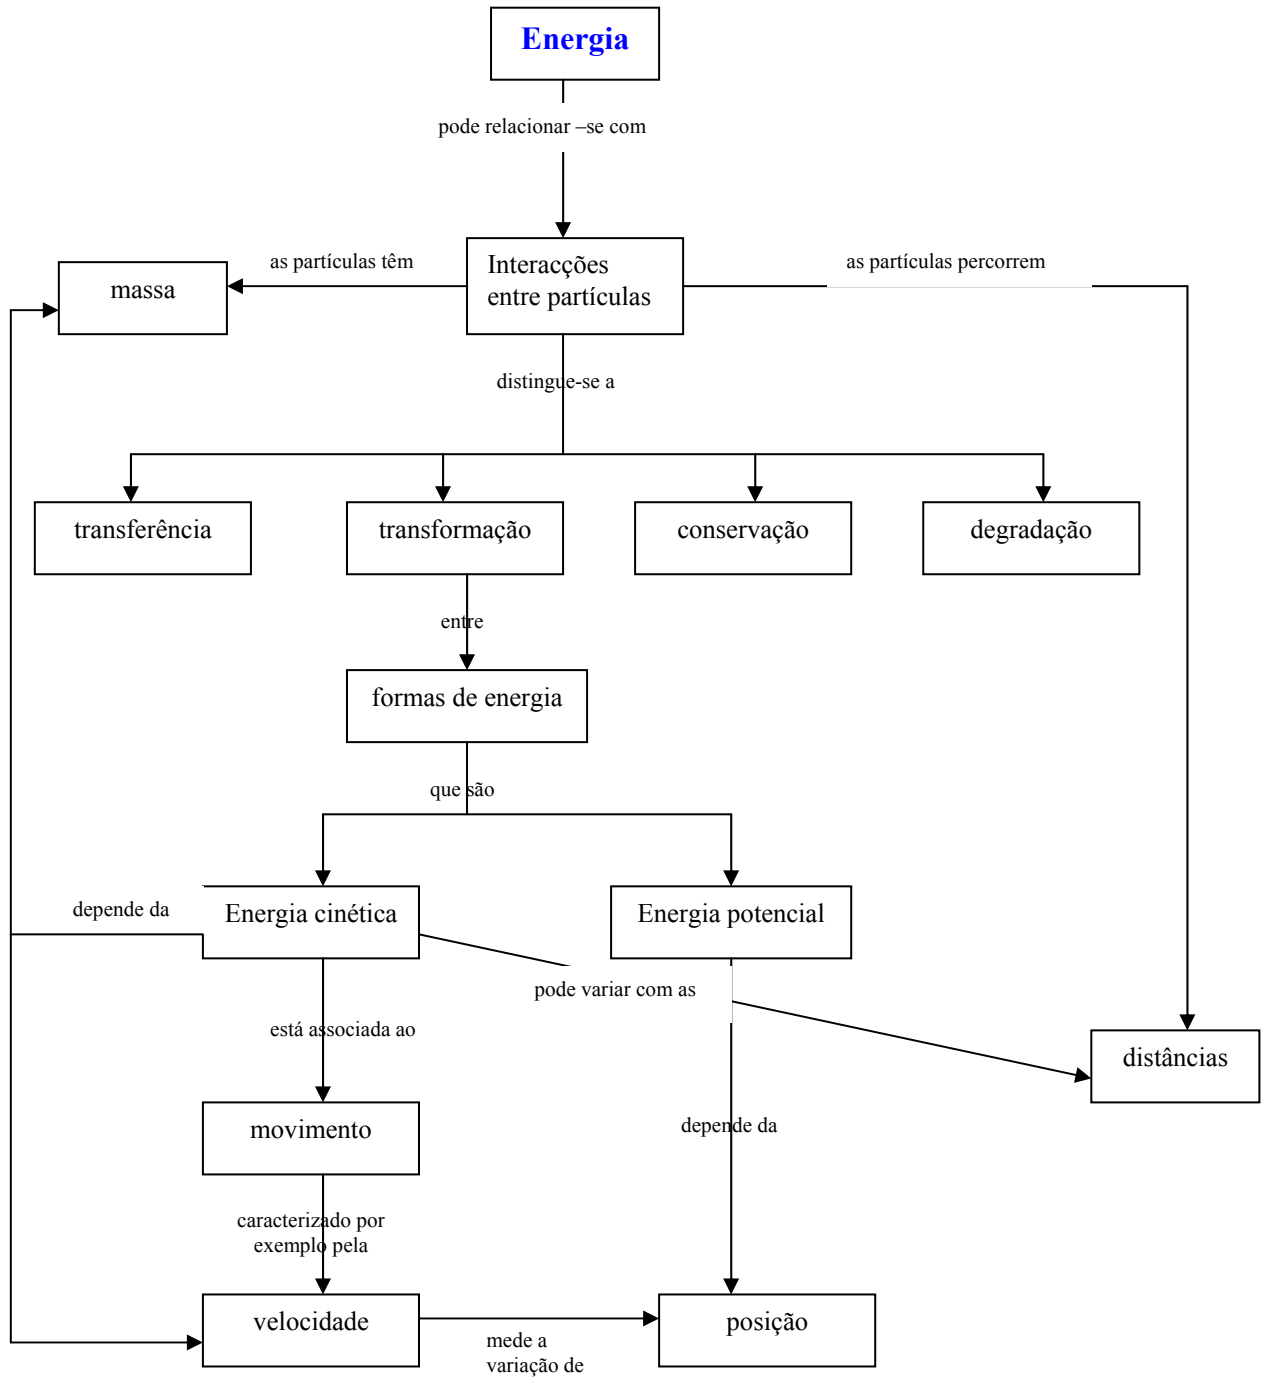 Energia
pode relacionar –se com
as partículas têm
Interacções
entre partículas
as partículas percorrem
massa
distingue-se a
transferência
transformação
conservação
degradação
entre
formas de energia
que são
depende da
Energia cinética
Energia potencial
pode variar com as
está associada ao
distâncias
depende da
movimento
caracterizado por
exemplo pela
velocidade
mede a
variação de
posição